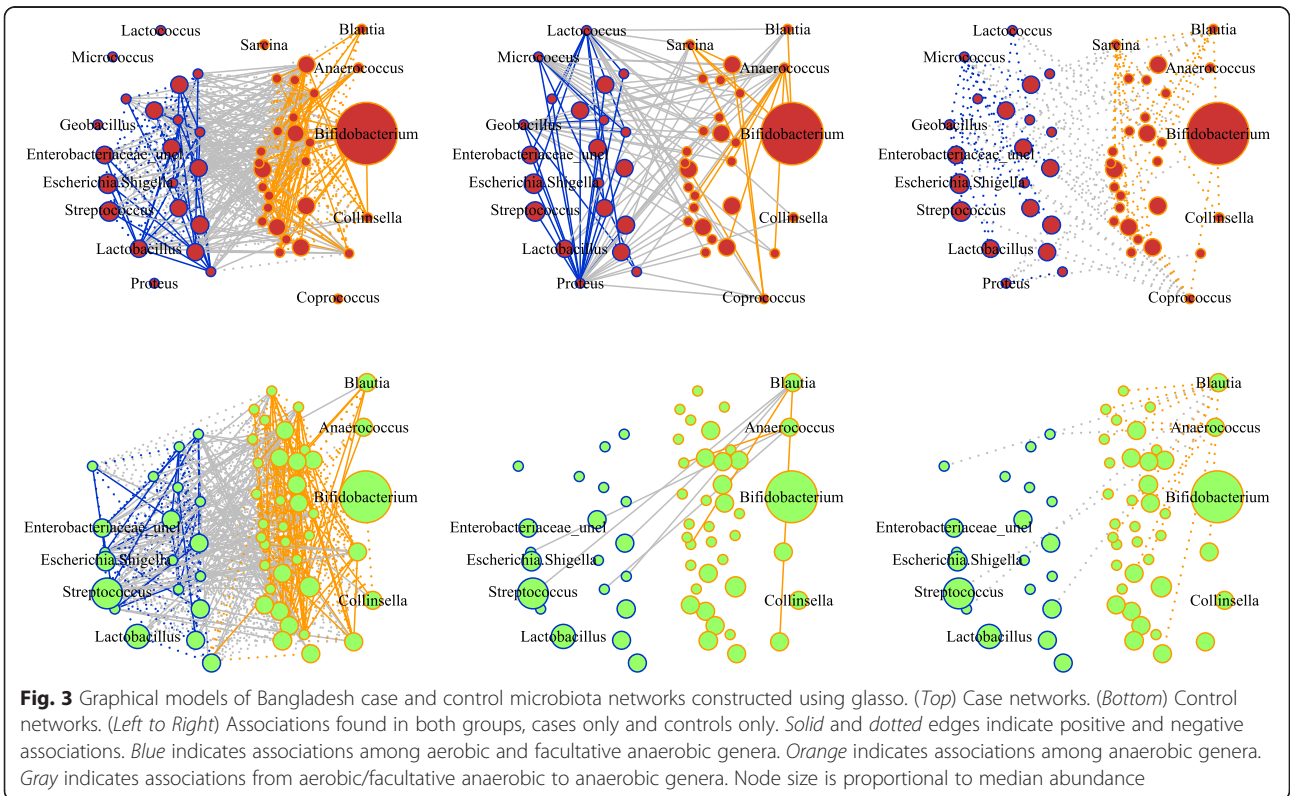 Lactococcus
Sarcina
Blautia
Micrococcus
Anaerococcus
Geobacillus
Bifidobacterium
Enterobacteriaceae_uncl
Escherichia.Shigella
Streptococcus
Collinsella
Lactobacillus
Proteus
Coprococcus
Lactococcus
Sarcina
Blautia
Micrococcus
Anaerococcus
Geobacillus
Bifidobacterium
Enterobacteriaceae_uncl
Escherichia.Shigella
Streptococcus
Collinsella
Lactobacillus
Proteus
Coprococcus
Lactococcus
Sarcina
Blautia
Micrococcus
Anaerococcus
Geobacillus
Bifidobacterium
Enterobacteriaceae_uncl
Escherichia.Shigella
Streptococcus
Collinsella
Lactobacillus
Proteus
Coprococcus
Blautia
Anaerococcus
Bifidobacterium
Enterobacteriaceae_uncl
Escherichia.Shigella
Streptococcus
Collinsella
Lactobacillus
Blautia
Anaerococcus
Bifidobacterium
Enterobacteriaceae_uncl
Escherichia.Shigella
Streptococcus
Collinsella
Lactobacillus
Blautia
Anaerococcus
Bifidobacterium
Enterobacteriaceae_uncl
Escherichia.Shigella
Streptococcus
Collinsella
Lactobacillus
Fig. 3 Graphical models of Bangladesh case and control microbiota networks constructed using glasso. (Top) Case networks. (Bottom) Control
networks. (Left to Right) Associations found in both groups, cases only and controls only. Solid and dotted edges indicate positive and negative
associations. Blue indicates associations among aerobic and facultative anaerobic genera. Orange indicates associations among anaerobic genera.
Gray indicates associations from aerobic/facultative anaerobic to anaerobic genera. Node size is proportional to median abundance